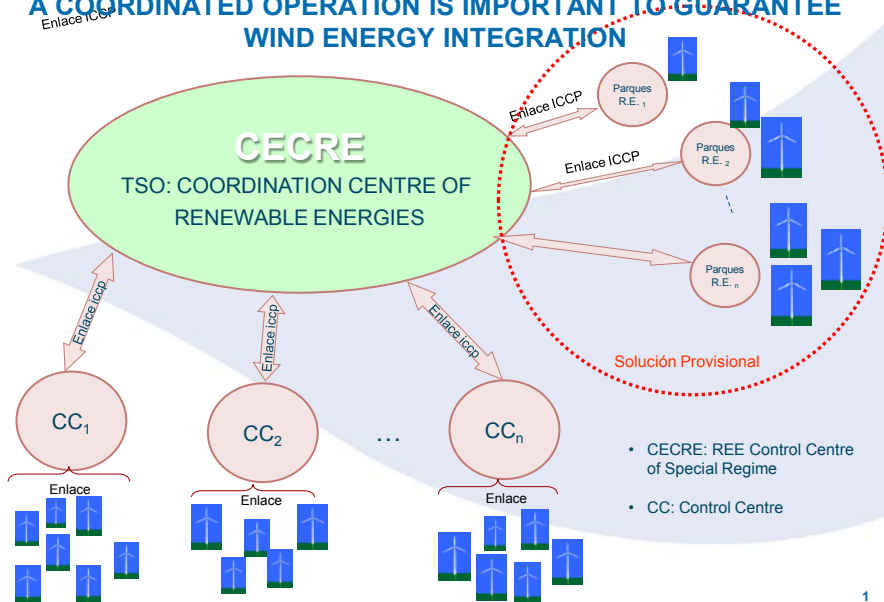 A COORDINATED OPERATION IS IMPORTANT TO GUARANTEE
WIND ENERGY INTEGRATION
Enlace ICCP
CECRE
TSO: COORDINATION CENTRE OF
RENEWABLE ENERGIES
Enlace ICCP
Parques
R.E. 1
Enlace ICCP
Parques
R.E. 2
Parques
R.E. n
Solución Provisional
Enlace iccp
Enlace iccp
Enlace iccp
CC1
CC2
...
CCn
Enlace
Enlace
Enlace
• CECRE: REE Control Centre
of Special Regime
• CC: Control Centre
1